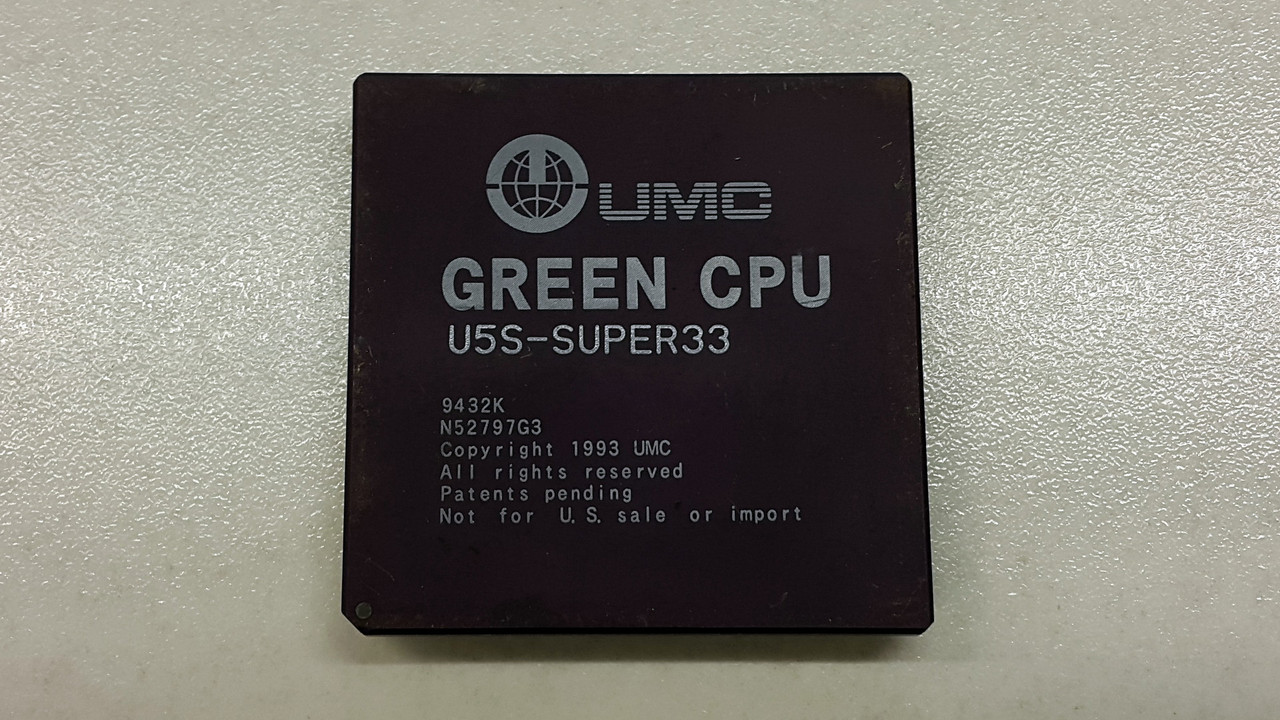 UMC
GREEN CPU
U5S-SUPER33
9432K
N52797G3
Copyright 1993 UMC
All rights reserved
Patents pending
Not for U.S. sale or import